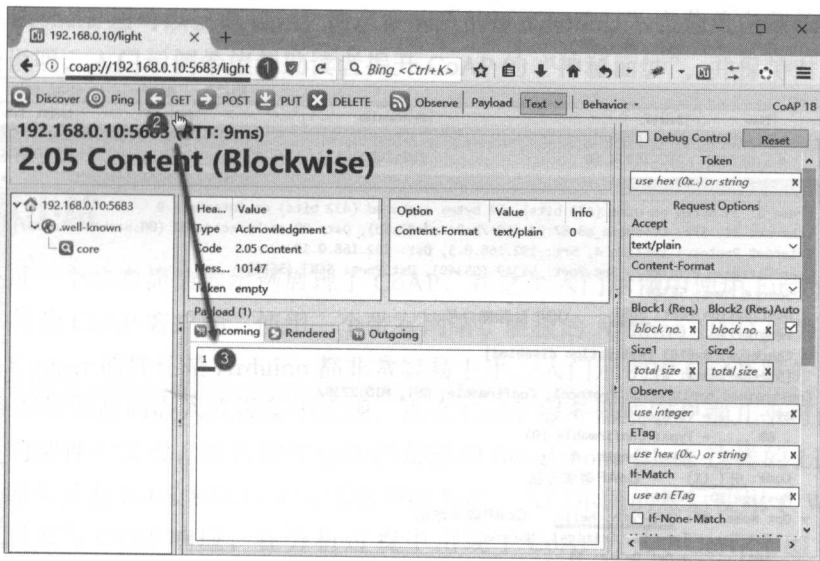 192.168.0.10/light × +
coap://192.168.0.10:5683/light 1 Bing <Ctrl+K>
Discover Ping GET POST PUT DELETE Observe Payload Text Behavior CoAP 18
2
192.168.0.10:5683 (RTT: 9ms)
2.05 Content (Blockwise)
Debug Control Reset
Token
use hex (0x..) or string x
Request Options
Accept
text/plain
Content-Format
Block1 (Req.) Block2 (Res.) Auto
block no. x block no. x
Size1 Size2
total size x total size x
Observe
use integer x
ETag
use hex (0x..) or string x
If-Match
use an ETag x
If-None-Match
192.168.0.10:5683
.well-known
core
Hea... Value
Type Acknowledgment
Code 2.05 Content
Mess... 10147
Token empty
Option Value Info
Content-Format text/plain
Payload (1)
Incoming Rendered Outgoing
1 3